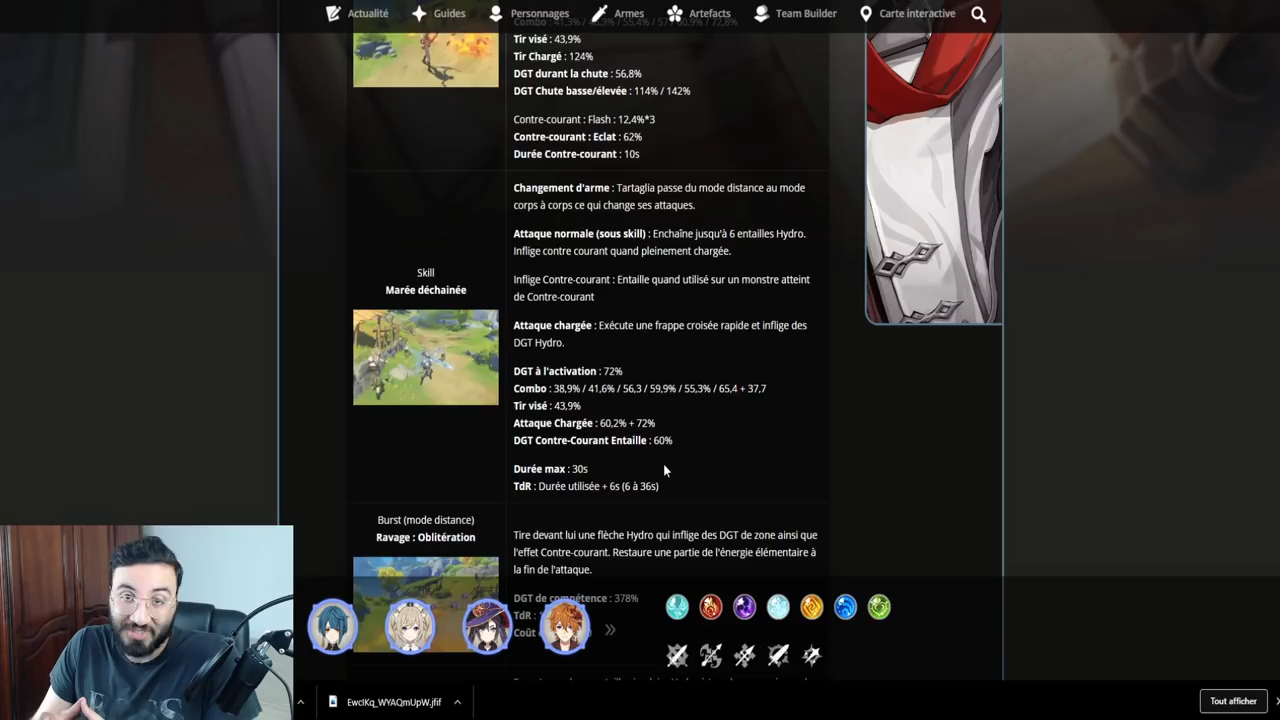 Actualité
Guides
Personnages
Armes
Artefacts
Team Builder
Carte interactive
Tir visé : 43,9%
Tir Chargé : 124%
DGT durant la chute : 56,8%
DGT Chute basse/élevée : 114% / 142%
Contre-courant : Flash : 12,4%*3
Contre-courant : Eclat : 62%
Durée Contre-courant : 10s
Skill
Marée déchainée
Changement d'arme : Tartaglia passe du mode distance au mode
corps à corps ce qui change ses attaques.
Attaque normale (sous skill) : Enchaîne jusqu'à 6 entailles Hydro.
Inflige contre courant quand pleinement chargée.
Inflige Contre-courant : Entaille quand utilisé sur un monstre atteint
de Contre-courant
Attaque chargée : Exécute une frappe croisée rapide et inflige des
DGT Hydro.
DGT à l'activation : 72%
Combo : 38,9% / 41,6% / 56,3 / 59,9% / 55,3% / 65,4 + 37,7
Tir visé : 43,9%
Attaque Chargée : 60,2% + 72%
DGT Contre-Courant Entaille : 60%
Durée max : 30s
TdR : Durée utilisée + 6s (6 à 36s)
Burst (mode distance)
Ravage : Oblitération
Tire devant lui une flèche Hydro qui inflige des DGT de zone ainsi que
l'effet Contre-courant. Restaure une partie de l'énergie élémentaire à
la fin de l'attaque.
DGT de compétence : 378%
TdR :
EwclKq_WYAQmUpW.jfif
Tout afficher